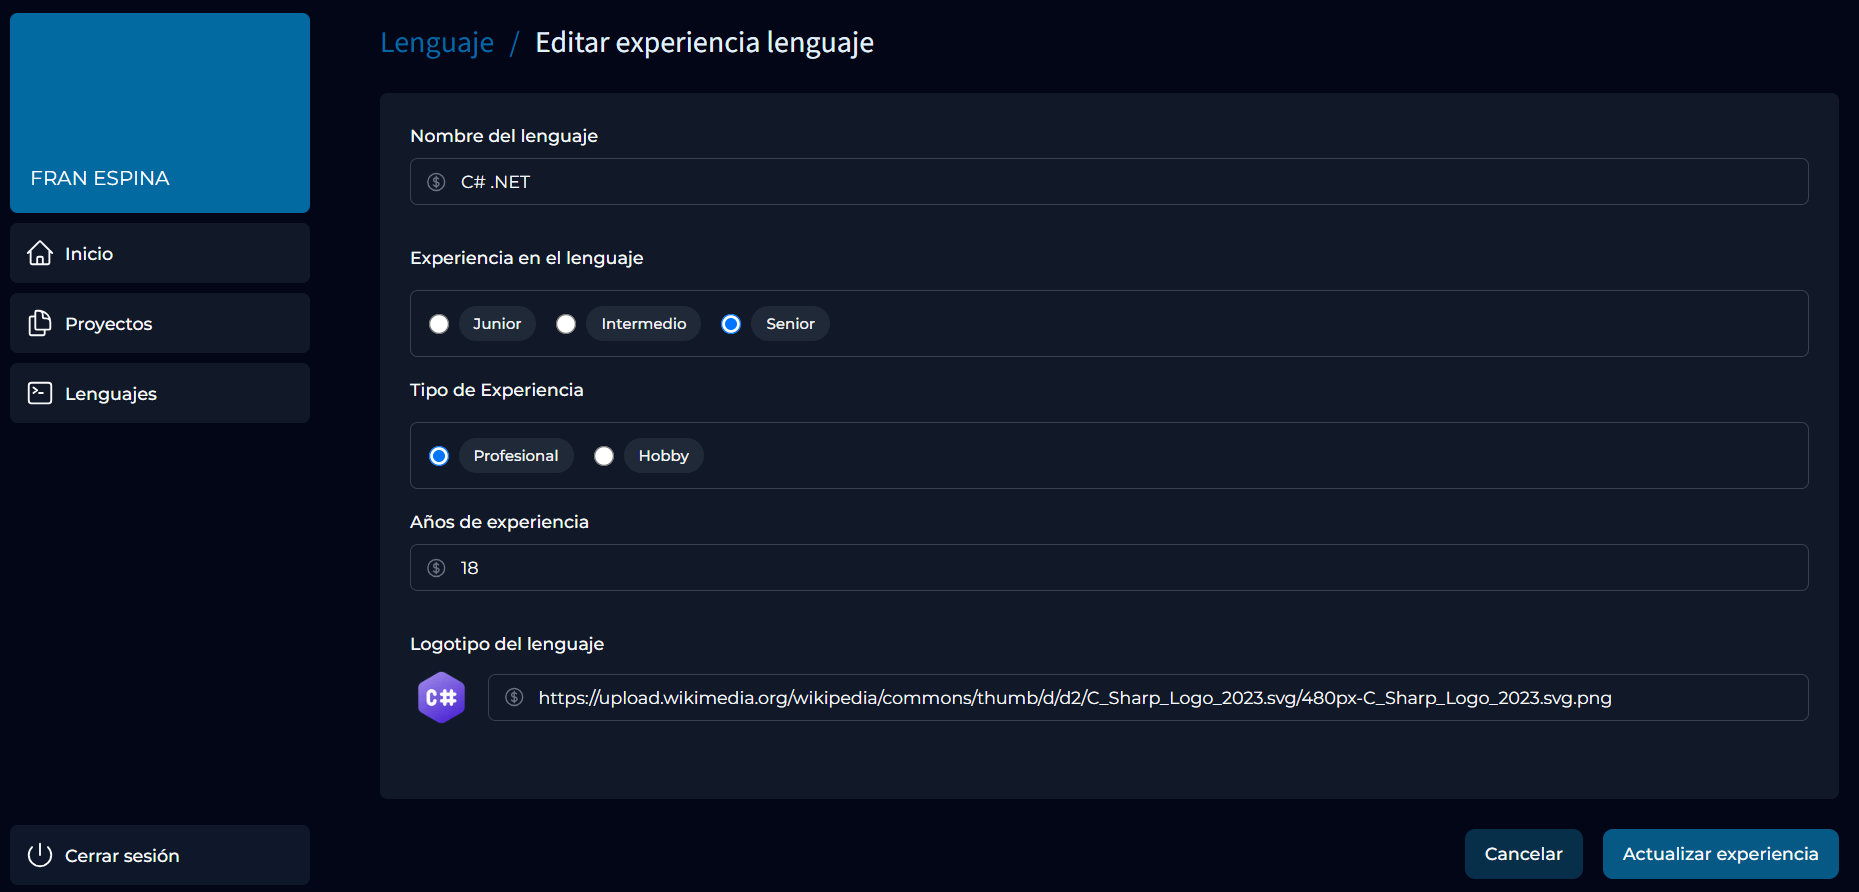 FRAN ESPINA
Inicio
Proyectos
Lenguajes
Cerrar sesión
Lenguaje / Editar experiencia lenguaje
Nombre del lenguaje
C# .NET
Experiencia en el lenguaje
Junior Intermedio Senior
Tipo de Experiencia
Profesional Hobby
Años de experiencia
18
Logotipo del lenguaje
C# https://upload.wikimedia.org/wikipedia/commons/thumb/d/d2/C_Sharp_Logo_2023.svg/480px-C_Sharp_Logo_2023.svg.png
Cancelar Actualizar experiencia